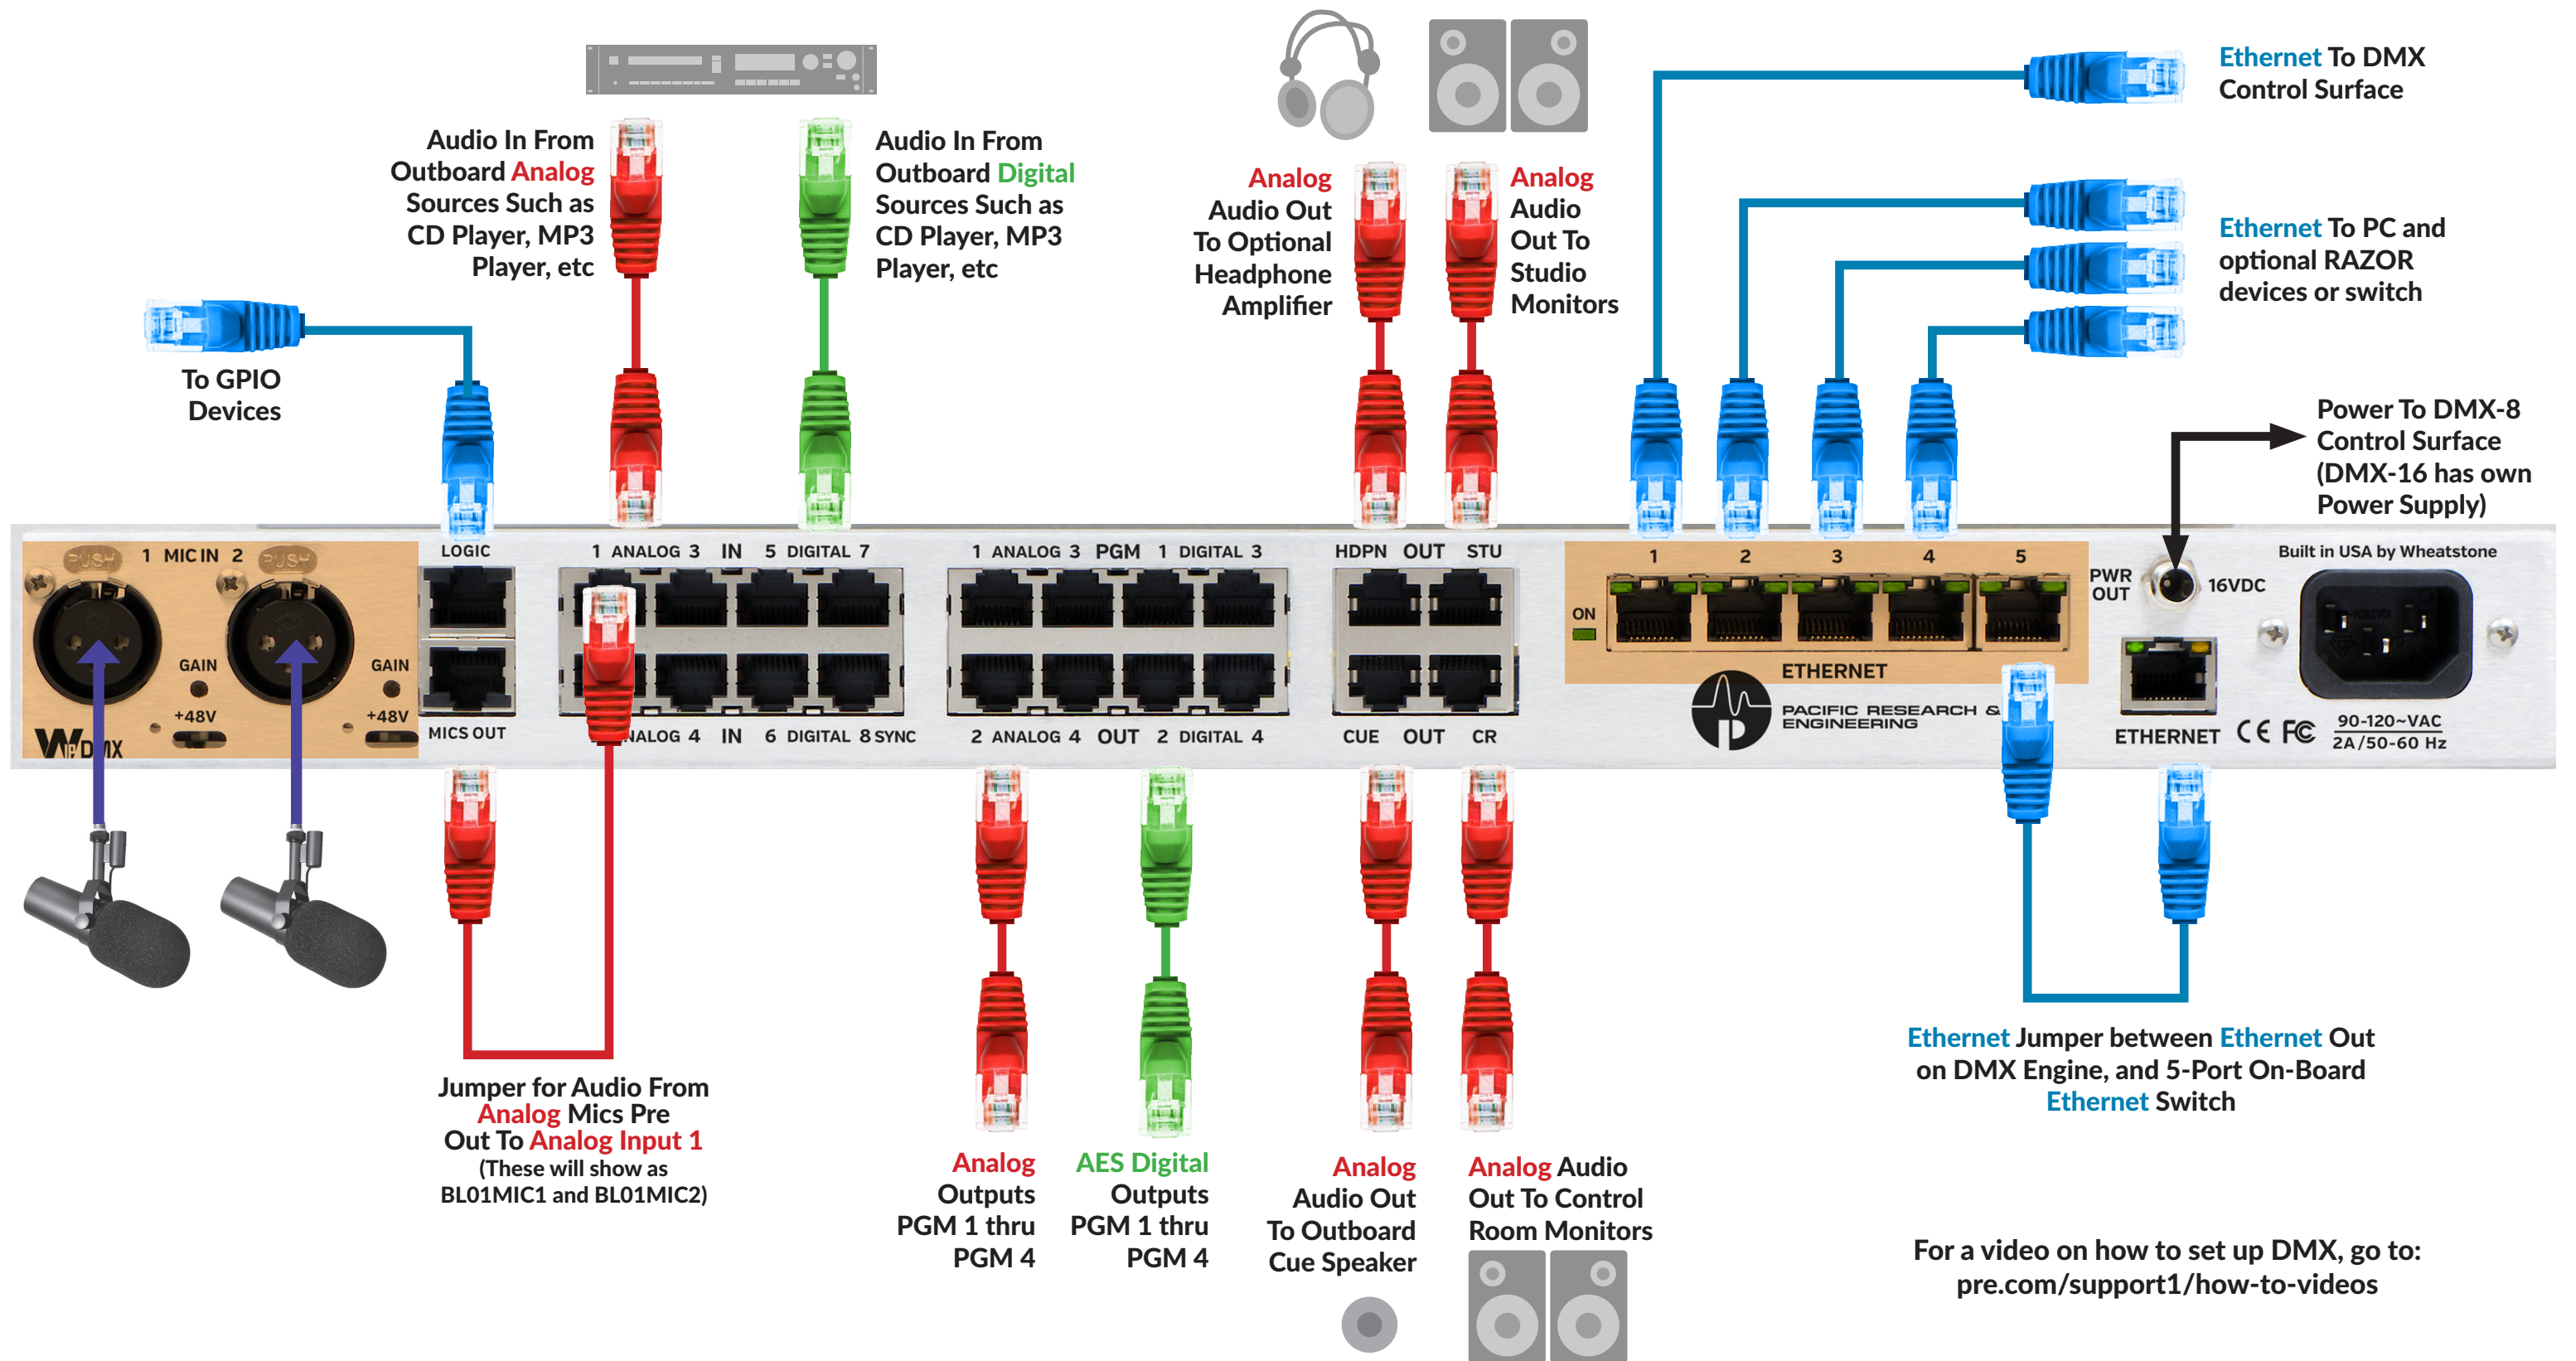 Ethernet To DMX
Control Surface
Audio In From
Outboard Analog
Sources Such as
CD Player, MP3
Player, etc
Audio In From
Outboard Digital
Sources Such as
CD Player, MP3
Player, etc
Analog
Audio Out
To Optional
Headphone
Amplifier
Analog
Audio
Out To
Studio
Monitors
Ethernet To PC and
optional RAZOR
devices or switch
To GPIO
Devices
Power To DMX-8
Control Surface
(DMX-16 has own
Power Supply)
PUSH 1 MIC IN 2 PUSH
LOGIC
1 ANALOG 3 IN 5 DIGITAL 7
1 ANALOG 3 PGM 1 DIGITAL 3
HDPN OUT STU
1 2 3 4 5
Built in USA by Wheatstone
PWR
OUT
16VDC
ON
GAIN
GAIN
ETHERNET
+48V
+48V
PACIFIC RESEARCH &
ENGINEERING
DMX
MICS OUT
NALOG 4 IN 6 DIGITAL 8 SYNC
2 ANALOG 4 OUT 2 DIGITAL 4
CUE OUT CR
ETHERNET
CE FC
90-120~VAC
2A/50-60 Hz
Jumper for Audio From
Analog Mics Pre
Out To Analog Input 1
(These will show as
BL01MIC1 and BL01MIC2)
Analog
Outputs
PGM 1 thru
PGM 4
AES Digital
Outputs
PGM 1 thru
PGM 4
Analog
Audio Out
To Outboard
Cue Speaker
Analog Audio
Out To Control
Room Monitors
Ethernet Jumper between Ethernet Out
on DMX Engine, and 5-Port On-Board
Ethernet Switch
For a video on how to set up DMX, go to:
pre.com/support1/how-to-videos